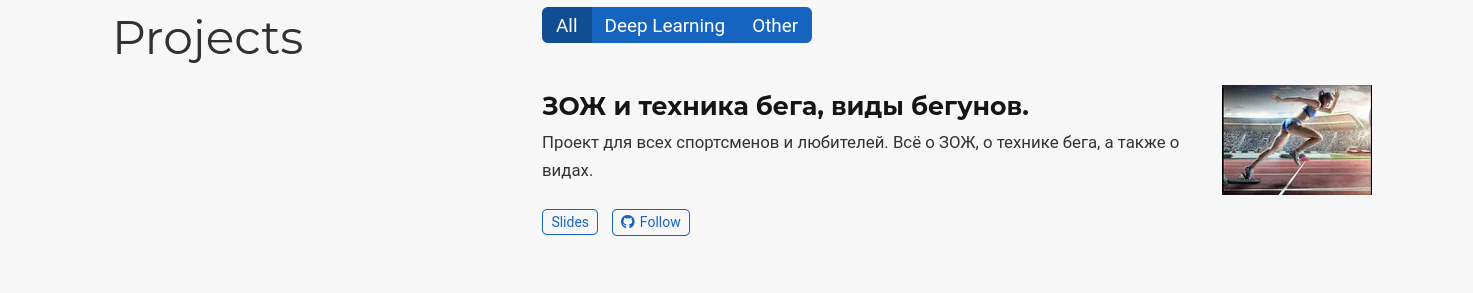 Projects
All Deep Learning Other
ЗОЖ и техника бега, виды бегунов.
Проект для всех спортсменов и любителей. Всё о ЗОЖ, о технике бега, а также о
видах.
Slides Follow